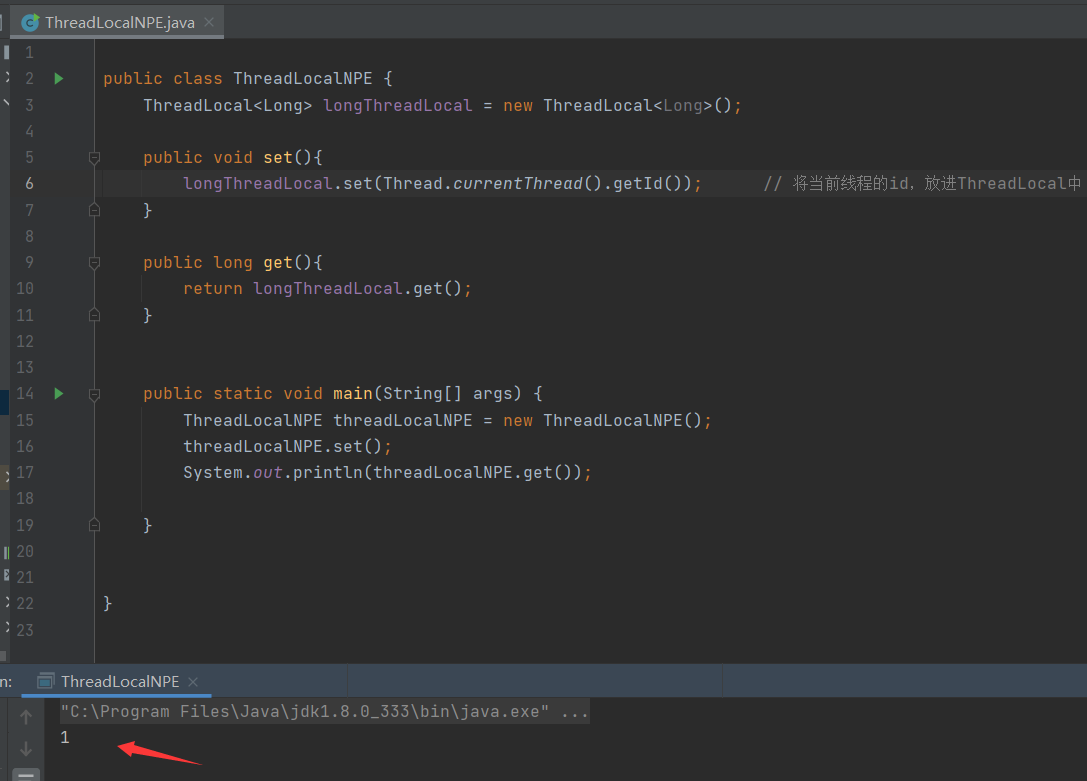 ThreadLocalNPE.java
1
2 public class ThreadLocalNPE {
3 ThreadLocal<Long> longThreadLocal = new ThreadLocal<Long>();
4
5 public void set(){
6 longThreadLocal.set(Thread.currentThread().getId()); // 将当前线程的id，放进ThreadLocal中
7 }
8
9 public long get(){
10 return longThreadLocal.get();
11 }
12
13
14 public static void main(String[] args) {
15 ThreadLocalNPE threadLocalNPE = new ThreadLocalNPE();
16 threadLocalNPE.set();
17 System.out.println(threadLocalNPE.get());
18
19 }
20
21
22 }
23
n: ThreadLocalNPE
"C:\Program Files\Java\jdk1.8.0_333\bin\java.exe" ...
1